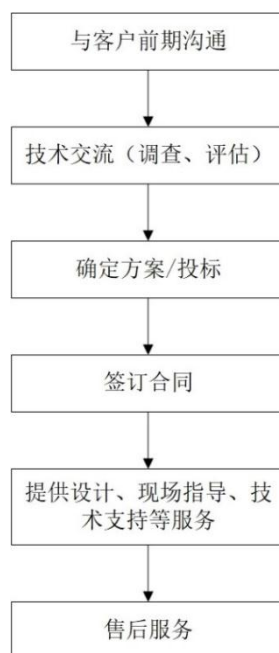 与客户前期沟通
技术交流（调查、评估）
确定方案/投标
签订合同
提供设计、现场指导、技
术支持等服务
售后服务